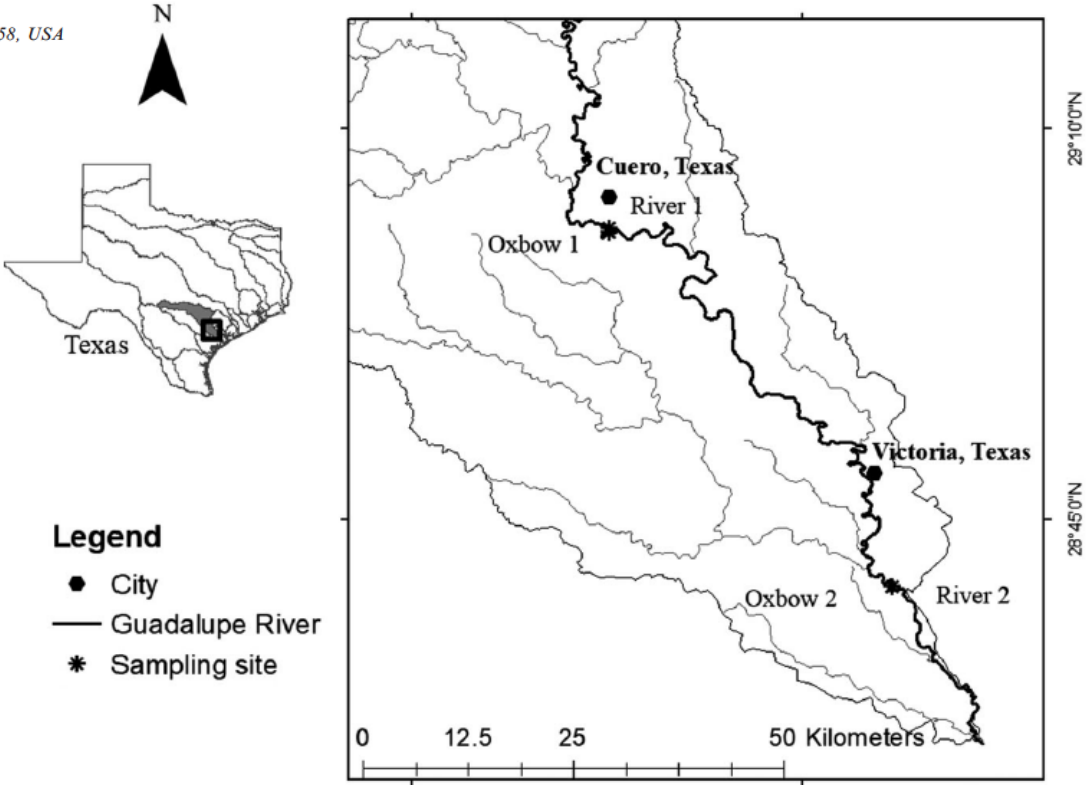 58, USA
N
Texas
Legend
City
Guadalupe River
Sampling site
Cuero, Texas
River 1
Oxbow 1
Victoria, Texas
Oxbow 2
River 2
0 12.5 25 50 Kilometers
29°10'0"N
28°45'0"N